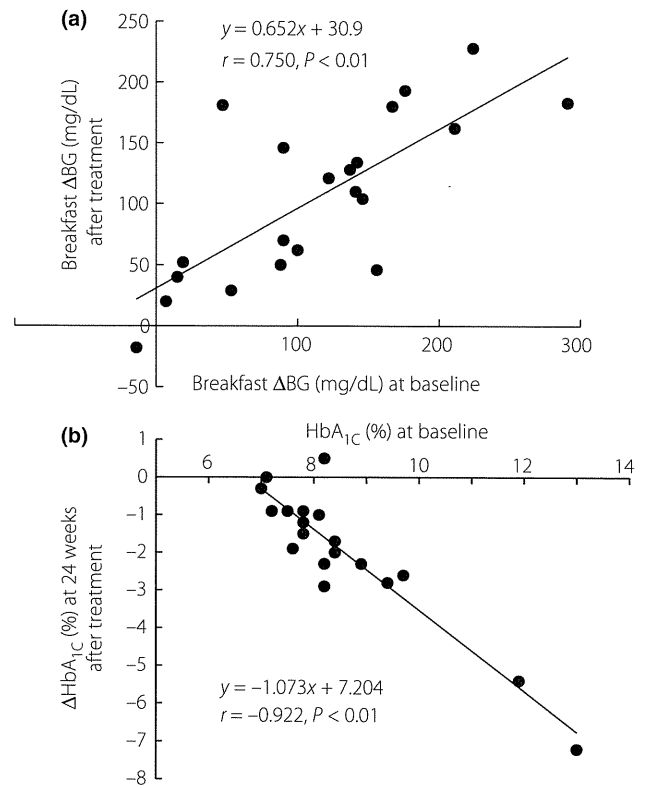 (a)
y = 0.652x + 30.9
r = 0.750, P < 0.01
Breakfast ΔBG (mg/dL)
after treatment
250
200
150
100
50
0
−50
100
200
300
Breakfast ΔBG (mg/dL) at baseline
(b)
HbA1C (%) at baseline
6
8
10
12
14
ΔHbA1C (%) at 24 weeks
after treatment
1
0
−1
−2
−3
−4
−5
−6
−7
−8
y = −1.073x + 7.204
r = −0.922, P < 0.01